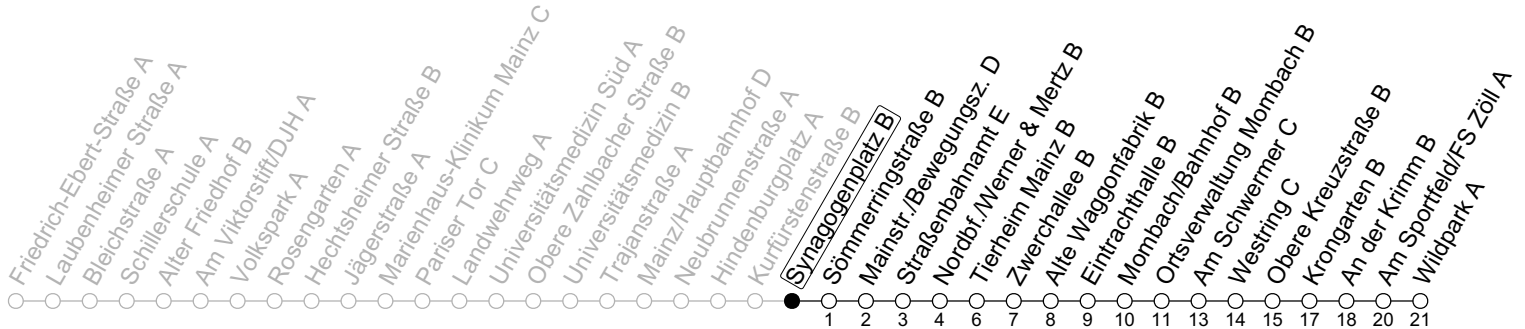 Friedrich-Ebert-Straße A
Laubenheimer Straße A
Bleichstraße A
Schillerschule A
Alter Friedhof B
Am Viktorstift/DJH A
Volkspark A
Rosengarten A
Hechtsheimer Straße B
Jägerstraße A
Marienhaus-Klinikum Mainz C
Pariser Tor C
Landwehrweg A
Universitätsmedizin Süd A
Obere Zahlbacher Straße B
Universitätsmedizin B
Trajanstraße A
Mainz/Hauptbahnhof D
Neubrunnenstraße A
Hindenburgplatz A
Kurfürstenstraße B
Synagogenplatz B
Sömmerringstraße B
Mainstr./Bewegungsz. D
Straßenbahnamt E
Nordbf./Werner & Mertz B
Tierheim Mainz B
Zwerchallee B
Alte Waggonfabrik B
Eintrachthalle B
Mombach/Bahnhof B
Ortsverwaltung Mombach B
Am Schwermer C
Westring C
Obere Kreuzstraße B
Krongarten B
An der Krimm B
Am Sportfeld/FS Zöll A
Wildpark A
1 2 3 4 6 7 8 9 10 11 13 14 15 17 18 20 21